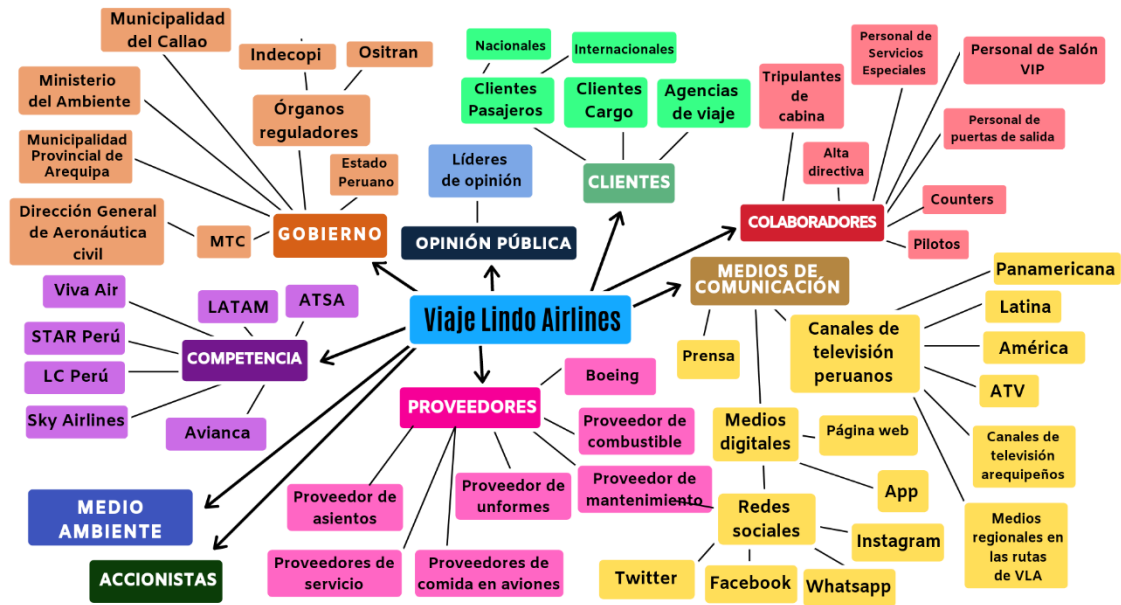 Municipalidad
del Callao
Indecopi
Ositran
Ministerio
del Ambiente
Órganos
reguladores
Municipalidad
Provincial de
Arequipa
Estado
Peruano
Dirección General
de Aeronáutica
civil
MTC
GOBIERNO
Nacionales
Internacionales
Clientes
Pasajeros
Clientes
Cargo
Agencias
de viaje
CLIENTES
Líderes
de opinión
OPINIÓN PÚBLICA
Personal de
Servicios
Especiales
Personal de Salón
VIP
Tripulantes
de
cabina
Personal de
puertas de salida
Alta
directiva
Counters
Pilotos
COLABORADORES
Viaje Lindo Airlines
Viva Air
LATAM
ATSA
STAR Perú
COMPETENCIA
LC Perú
Sky Airlines
Avianca
MEDIOS DE
COMUNICACIÓN
Panamericana
Latina
Canales de
televisión
peruanos
América
ATV
Prensa
Canales de
televisión
arequipeños
Medios
regionales en
las rutas
de VLA
Medios
digitales
Página web
App
Redes
sociales
Instagram
Twitter
Facebook
Whatsapp
PROVEEDORES
Boeing
Proveedor de
combustible
Proveedor de
mantenimiento
Proveedor de
unformes
Proveedor de
asientos
Proveedores de
servicio
Proveedores de
comida en aviones
MEDIO
AMBIENTE
ACCIONISTAS